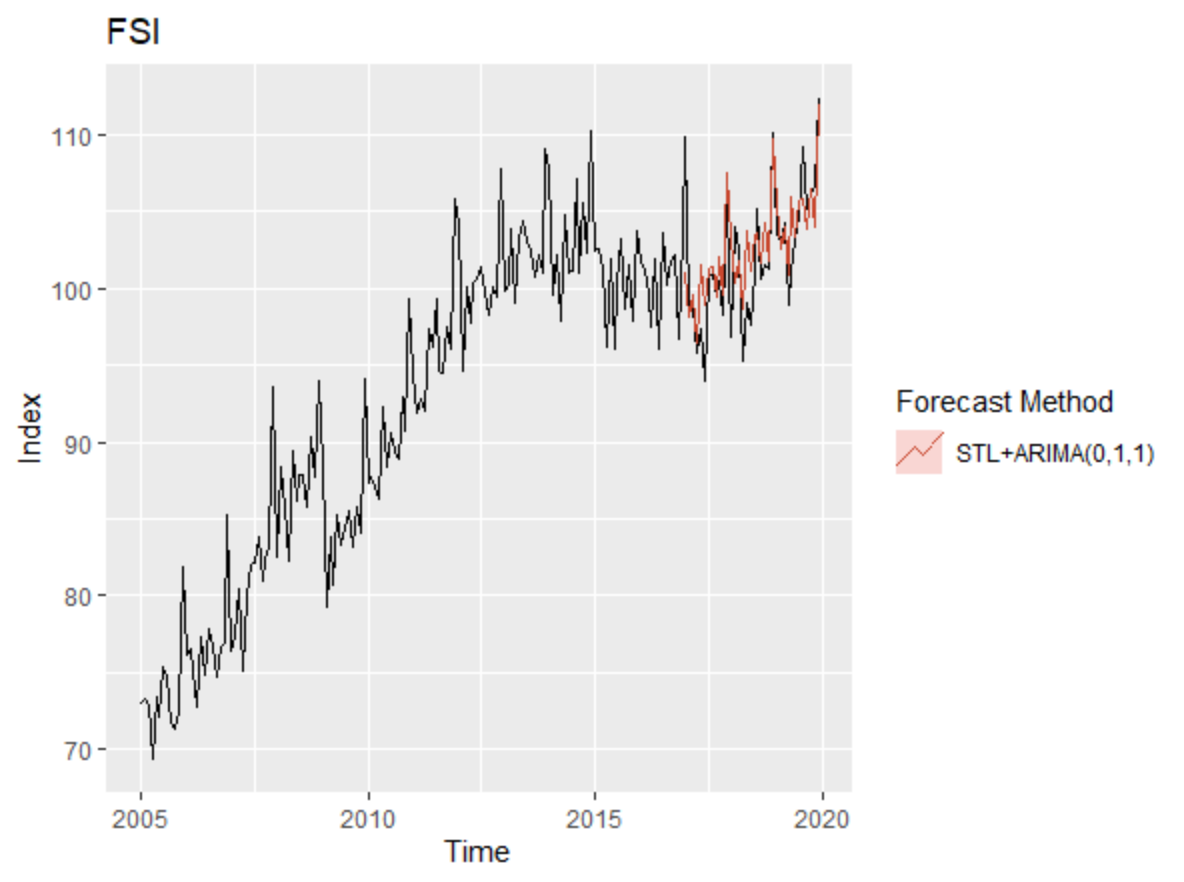 FSI
110
100
90
80
70
Index
2005 2010 2015 2020
Time
Forecast Method
STL+ARIMA(0,1,1)